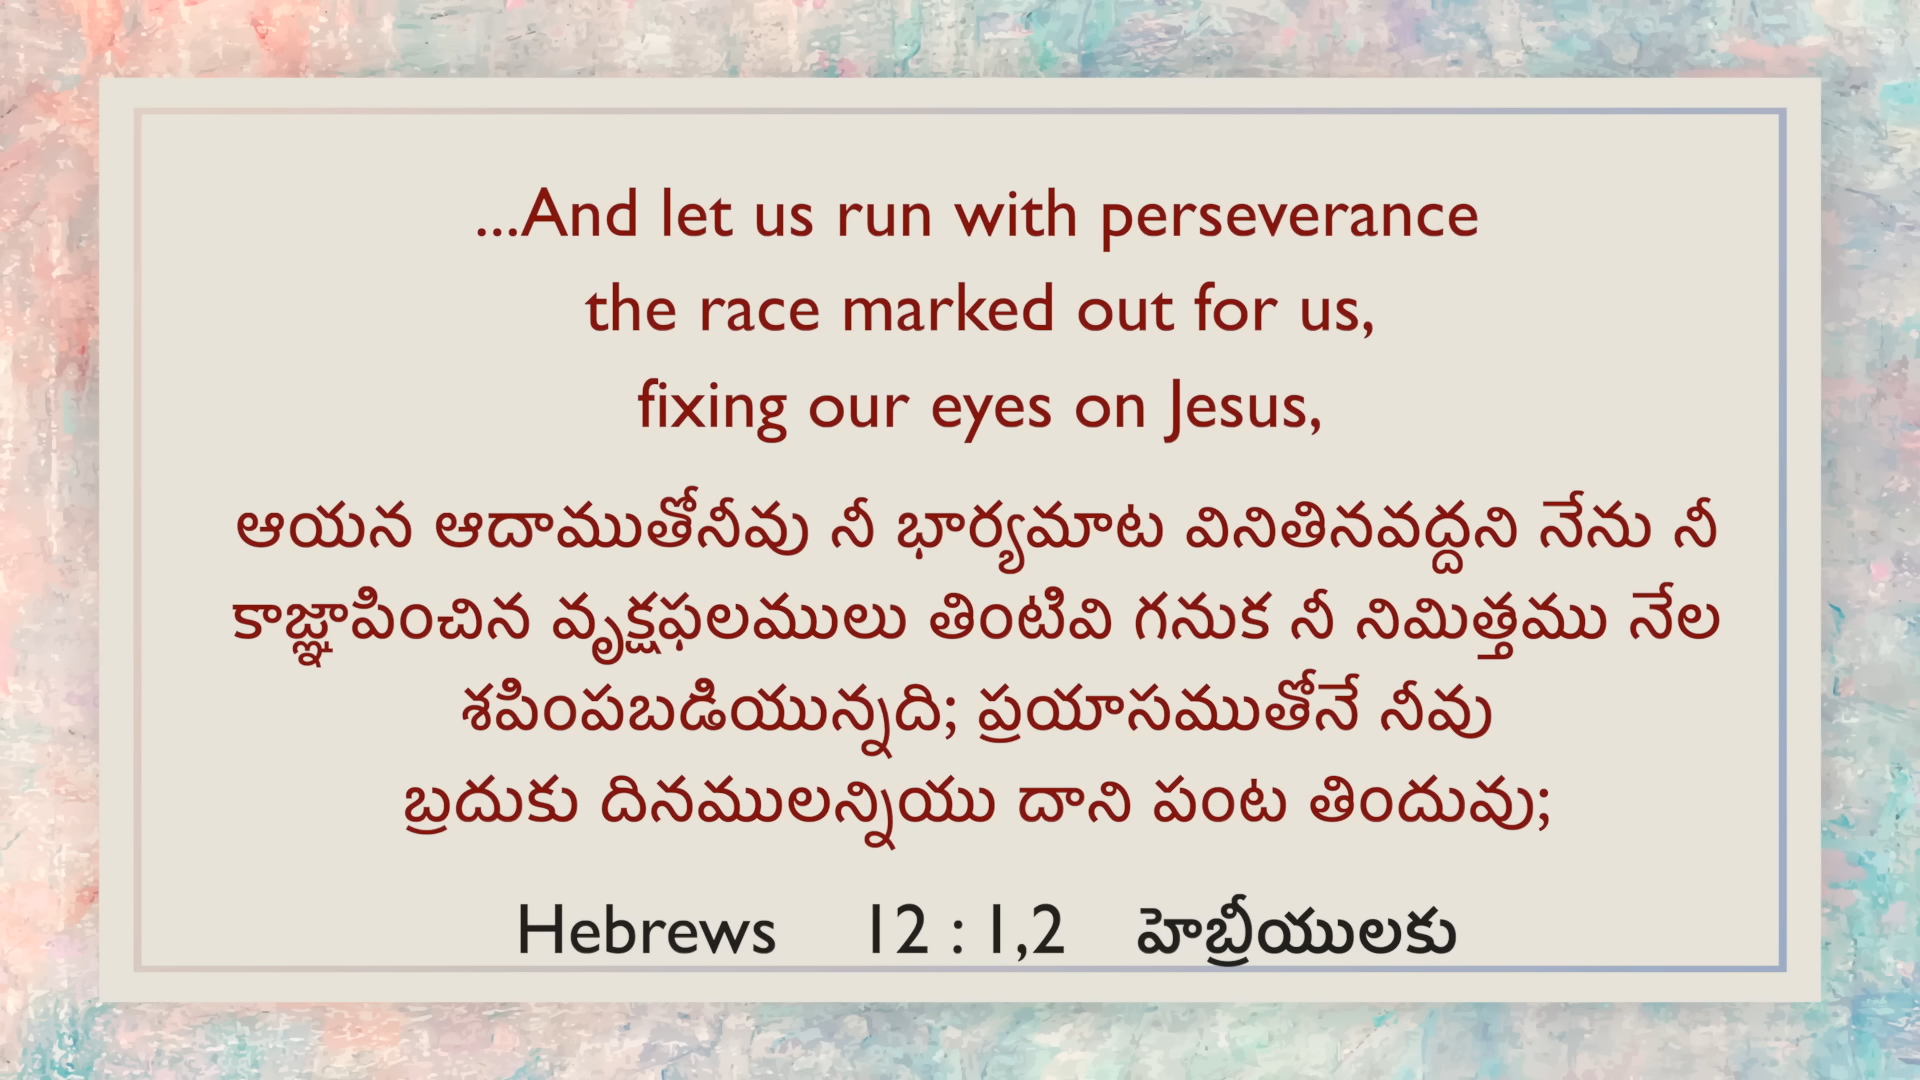 ...And let us run with perseverance
the race marked out for us,
fixing our eyes on Jesus,
ఆయన ఆదాముతోనీవు నీ భార్యమాట వినితినవద్దని నేను నీ
కాజ్ఞాపించిన వృక్షఫలములు తింటివి గనుక నీ నిమిత్తము నేల
శపింపబడియున్నది; ప్రయాసముతోనే నీవు
బ్రదుకు దినములన్నియు దాని పంట తిందువు;
Hebrews 12 : 1,2 హెబ్రీయులకు